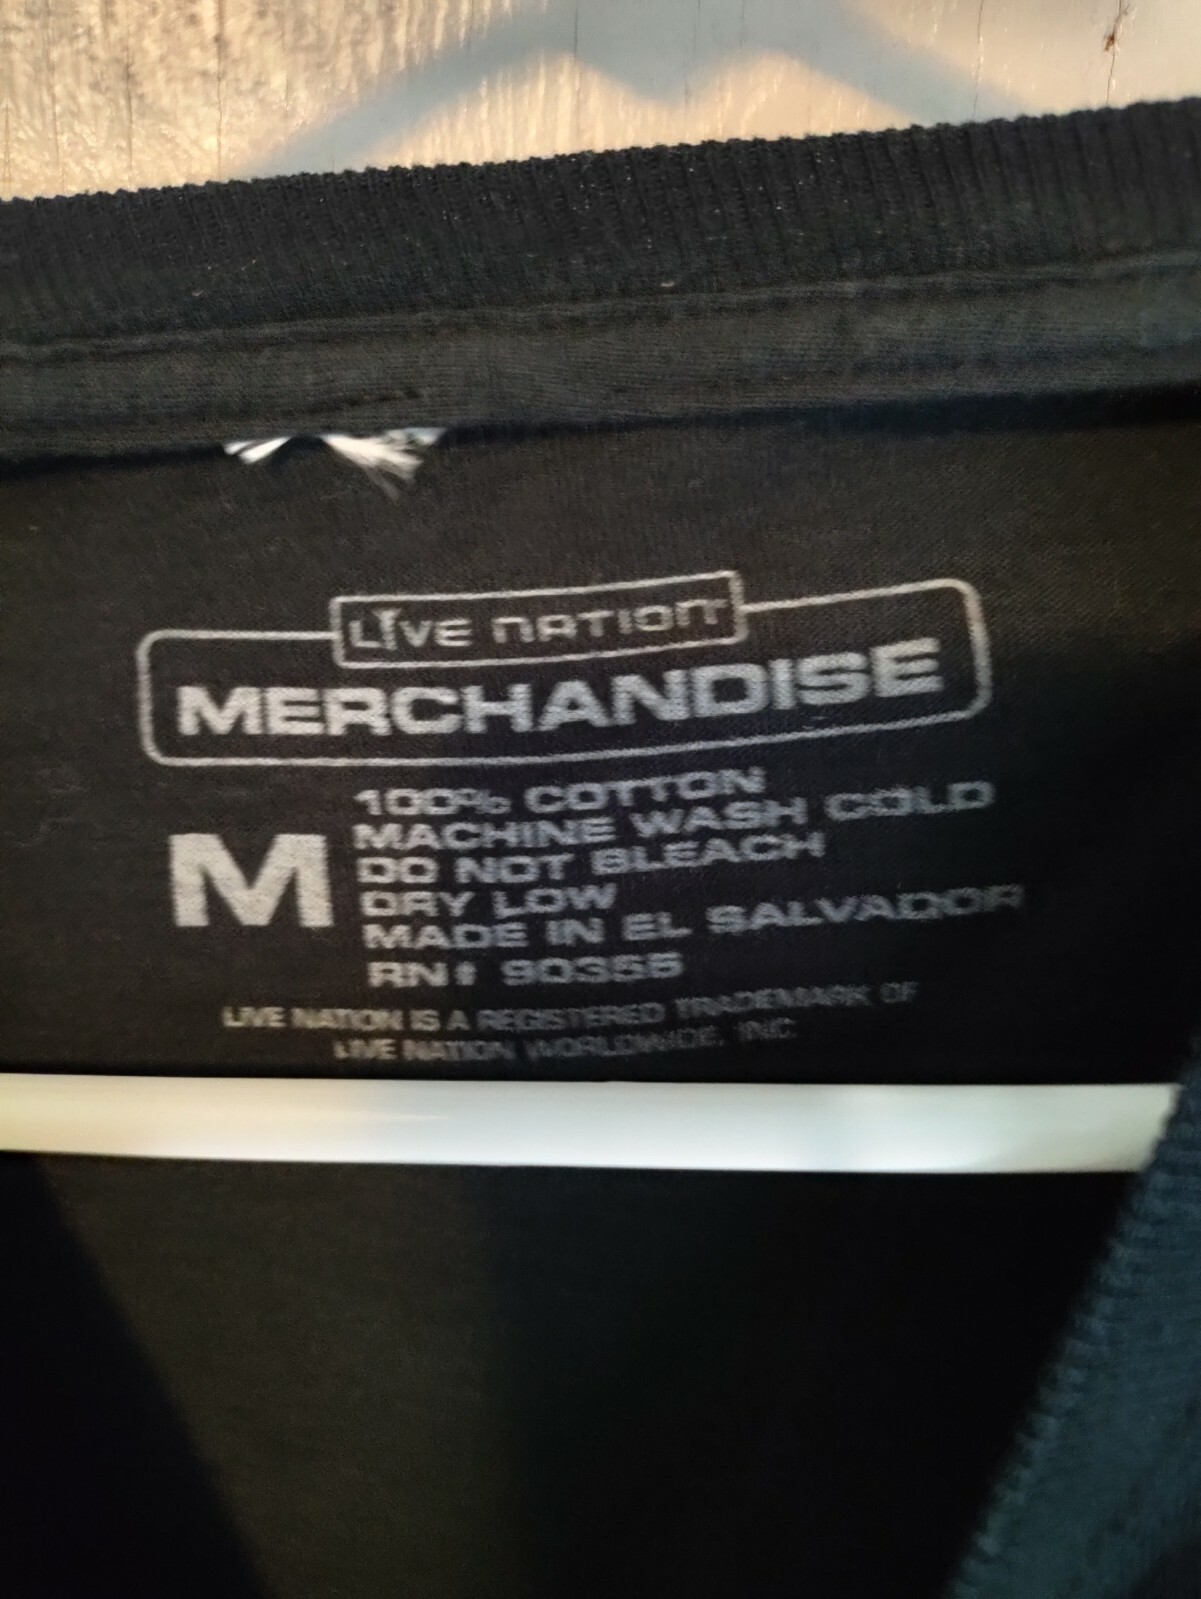 LIVE NATION
MERCHANDISE
M
100% COTTON
MACHINE WASH COLD
DO NOT BLEACH
DRY LOW
MADE IN EL SALVADOR
RN# 90358
LIVE NATION IS A REGISTERED TRADEMARK OF
LIVE NATION WORLDWIDE, INC.